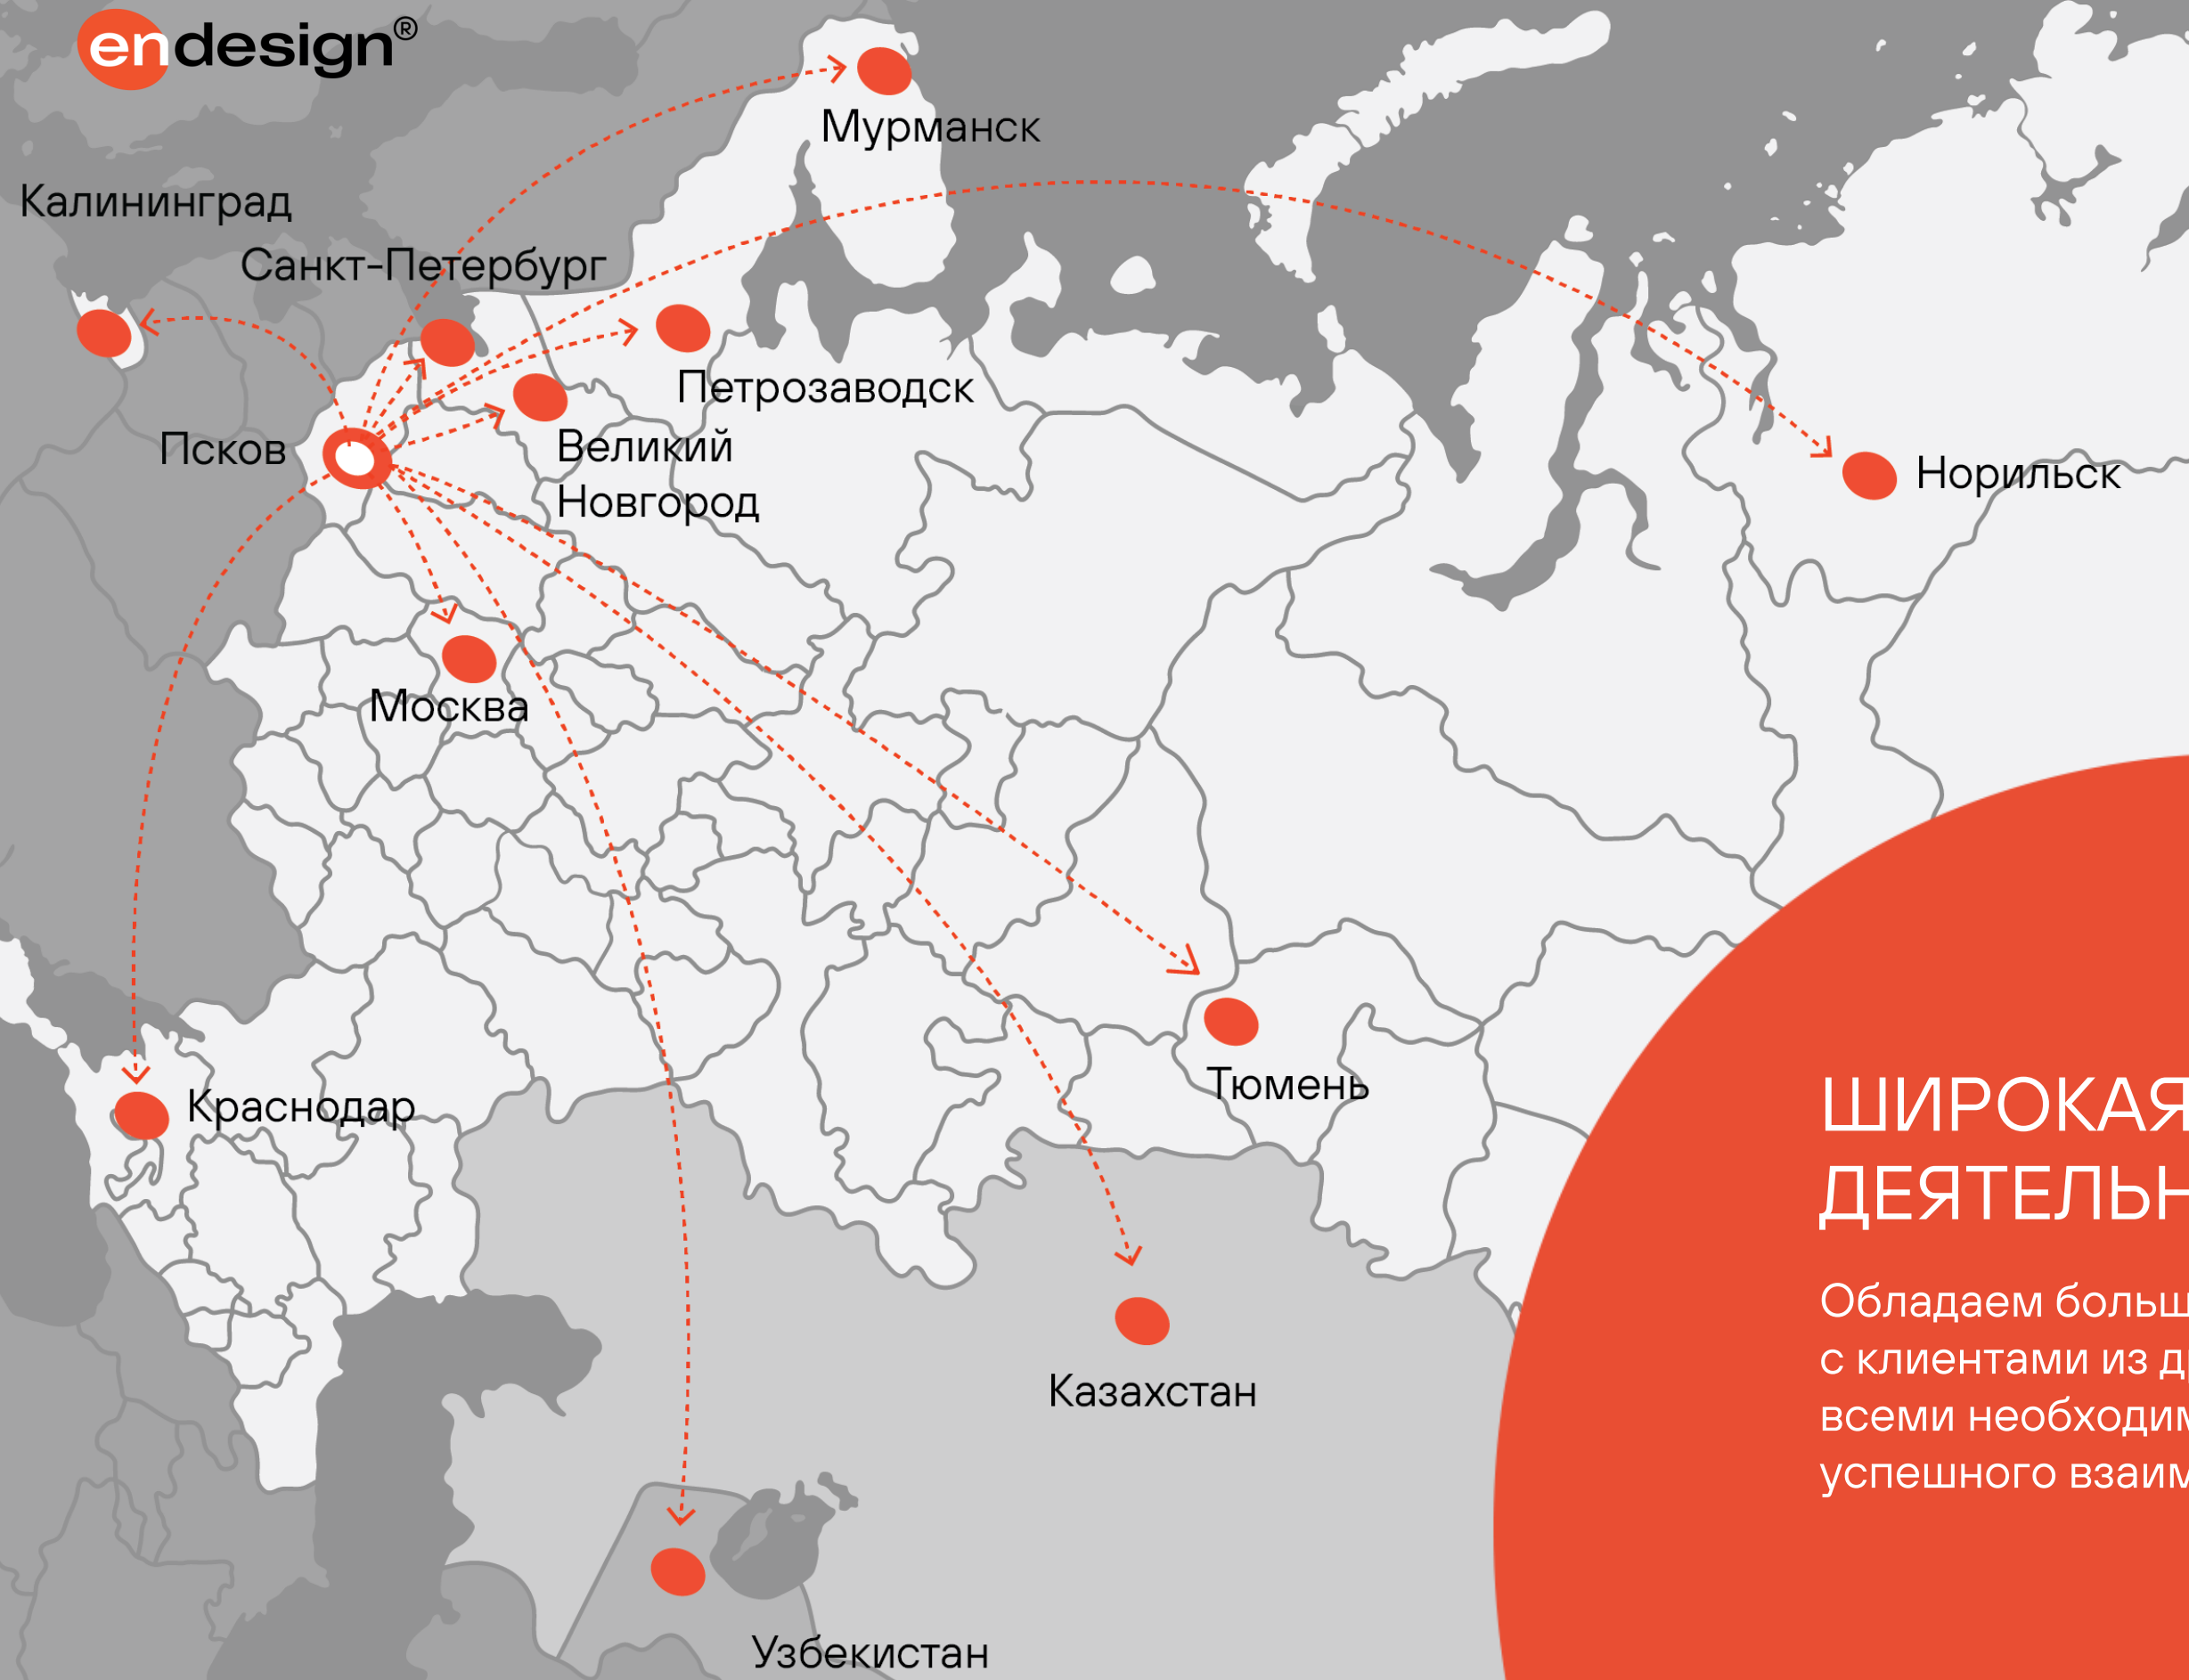 endesign®
Мурманск
Калининград
Санкт-Петербург
Петрозаводск
Псков
Великий
Новгород
Норильск
Москва
Тюмень
Краснодар
Казахстан
Узбекистан
ШИРОКАЯ
ДЕЯТЕЛЬН
Обладаем больш
с клиентами из др
всеми необходим
успешного взаим